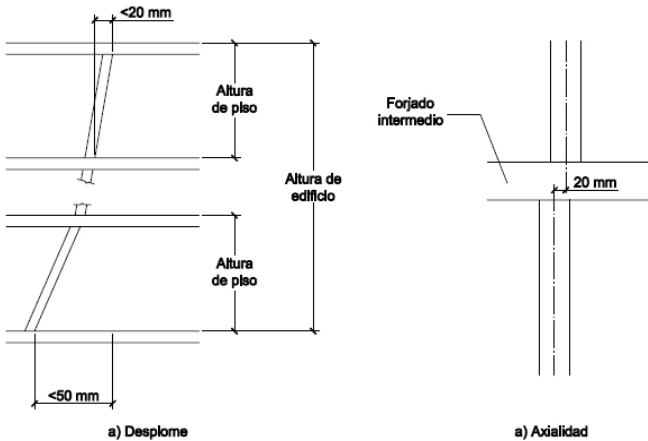 <20 mm
Altura
de piso
Altura de
edificio
Altura
de piso
<50 mm
a) Desplome
Forjado
intermedio
20 mm
a) Axialidad